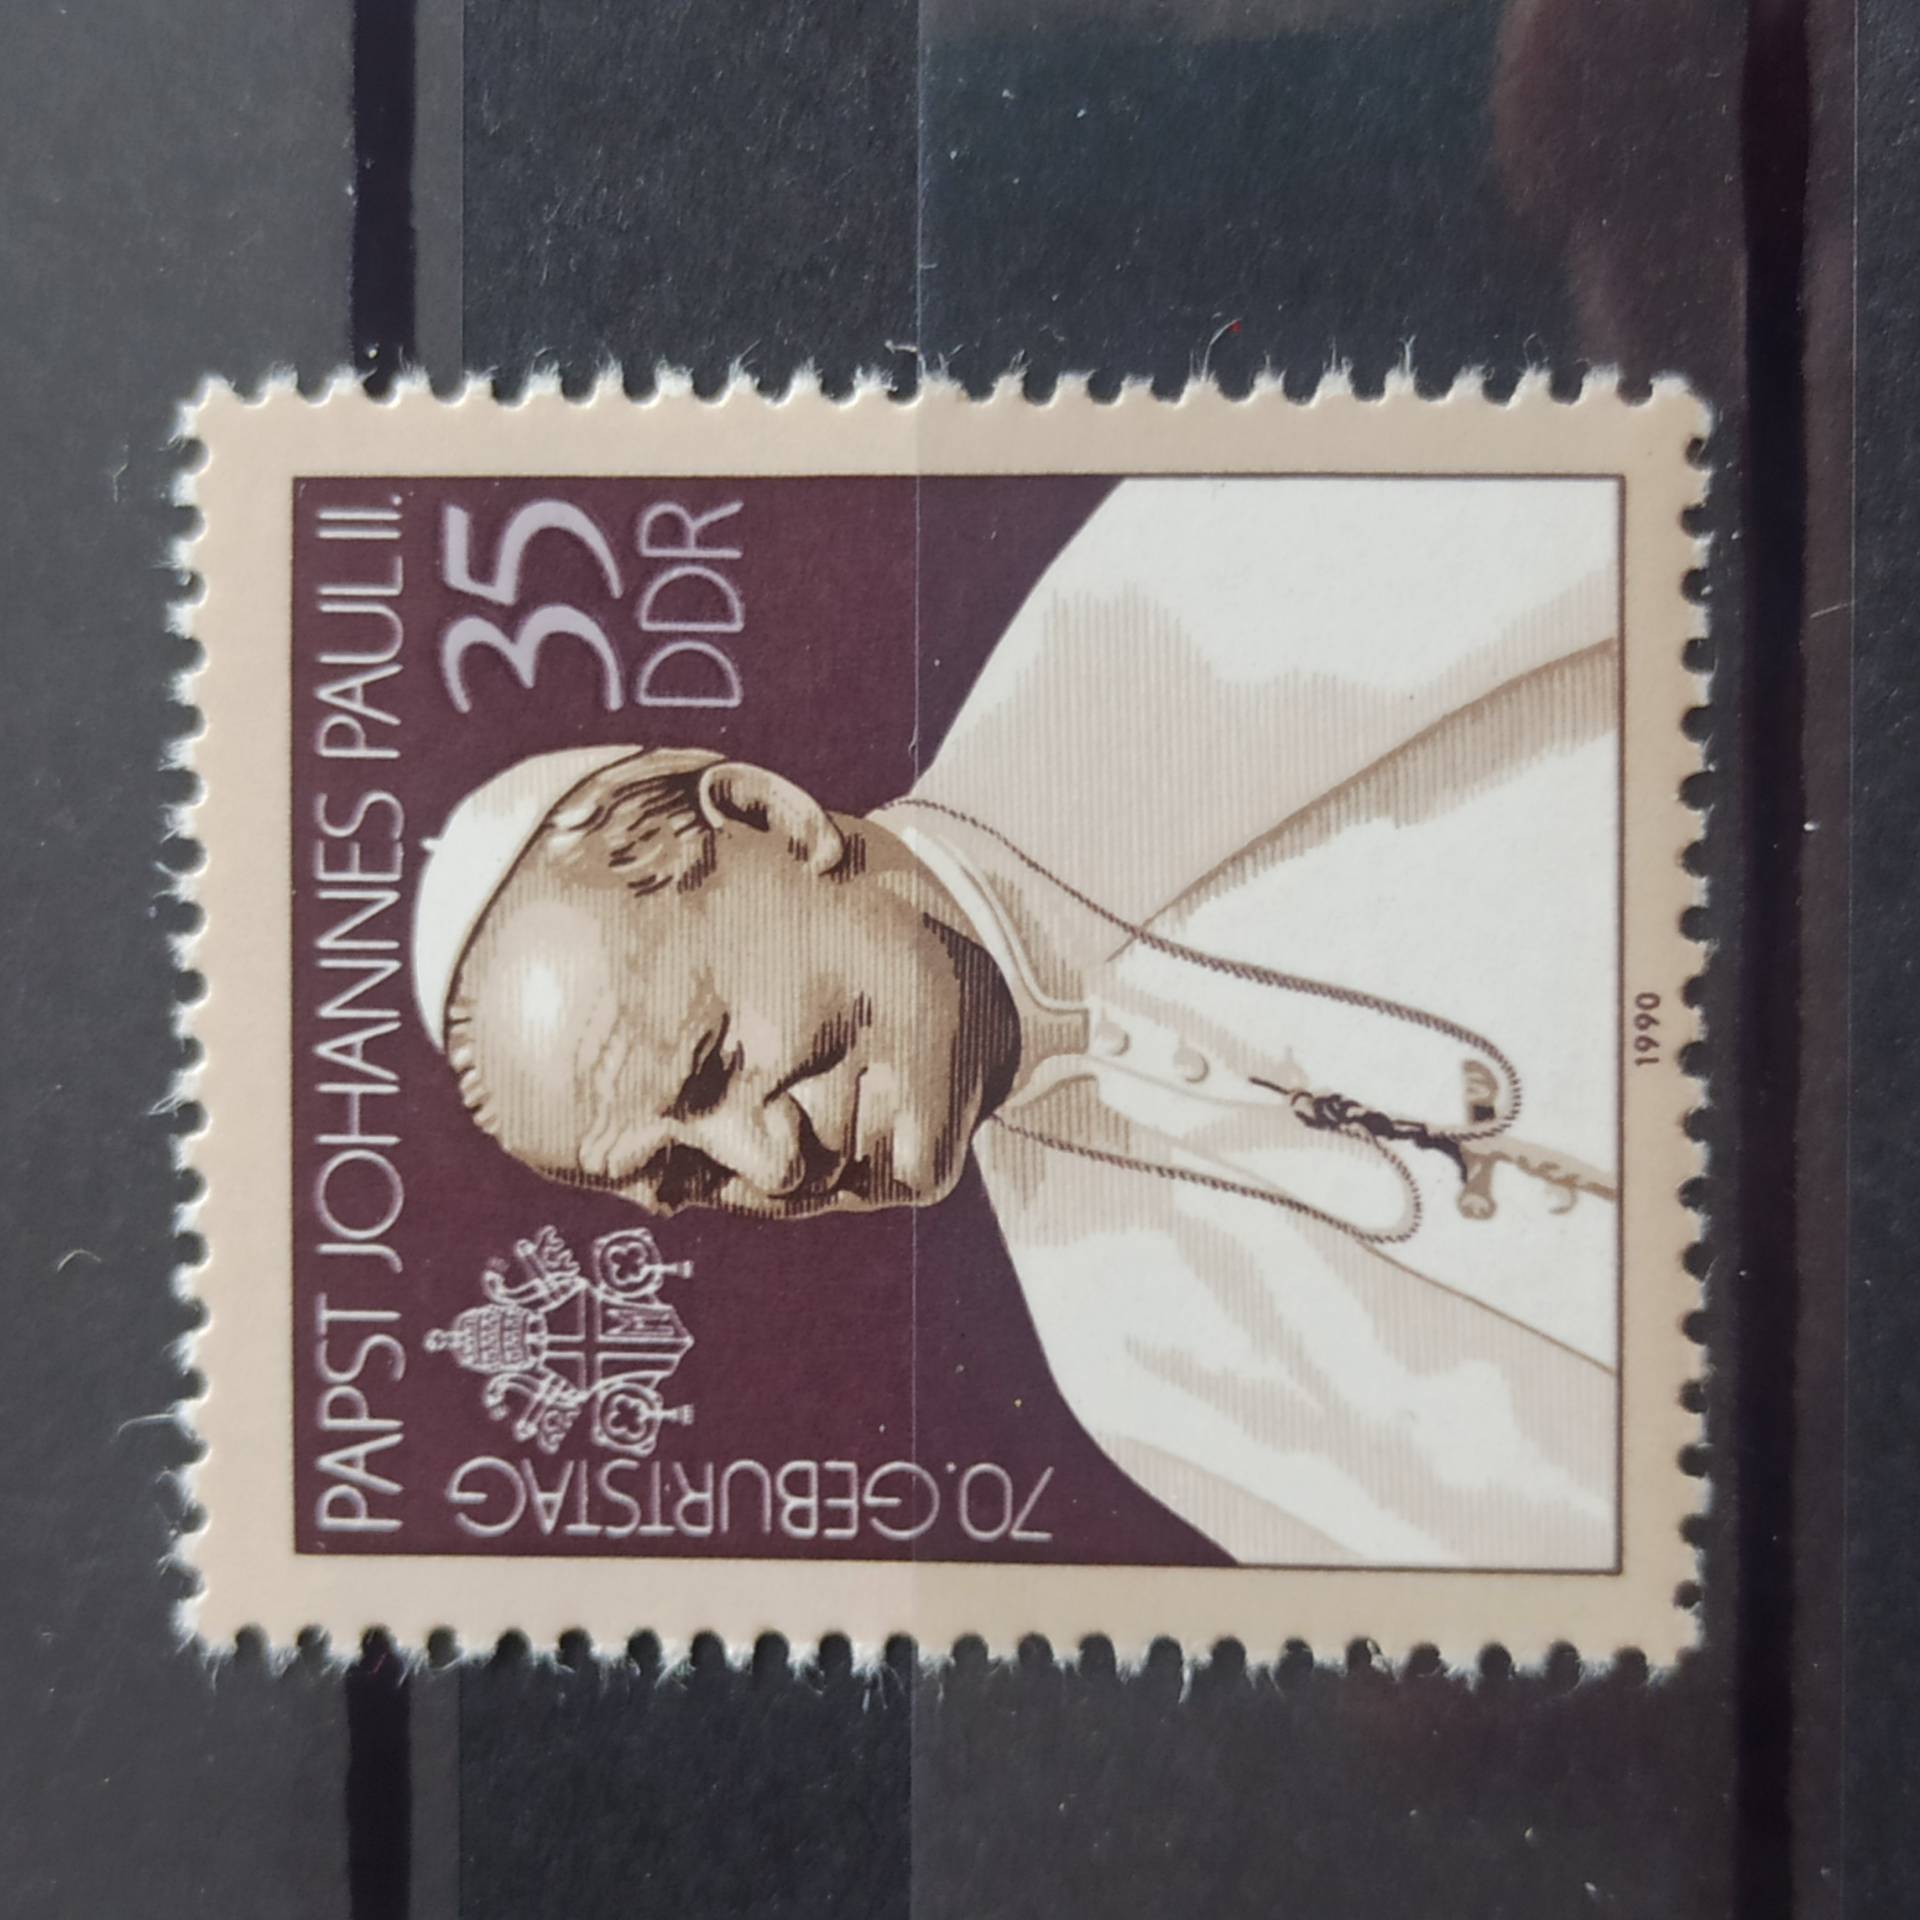 PAPST JOHANNES PAUL II.
35
DDR
70. GEBURTSTAG
1990